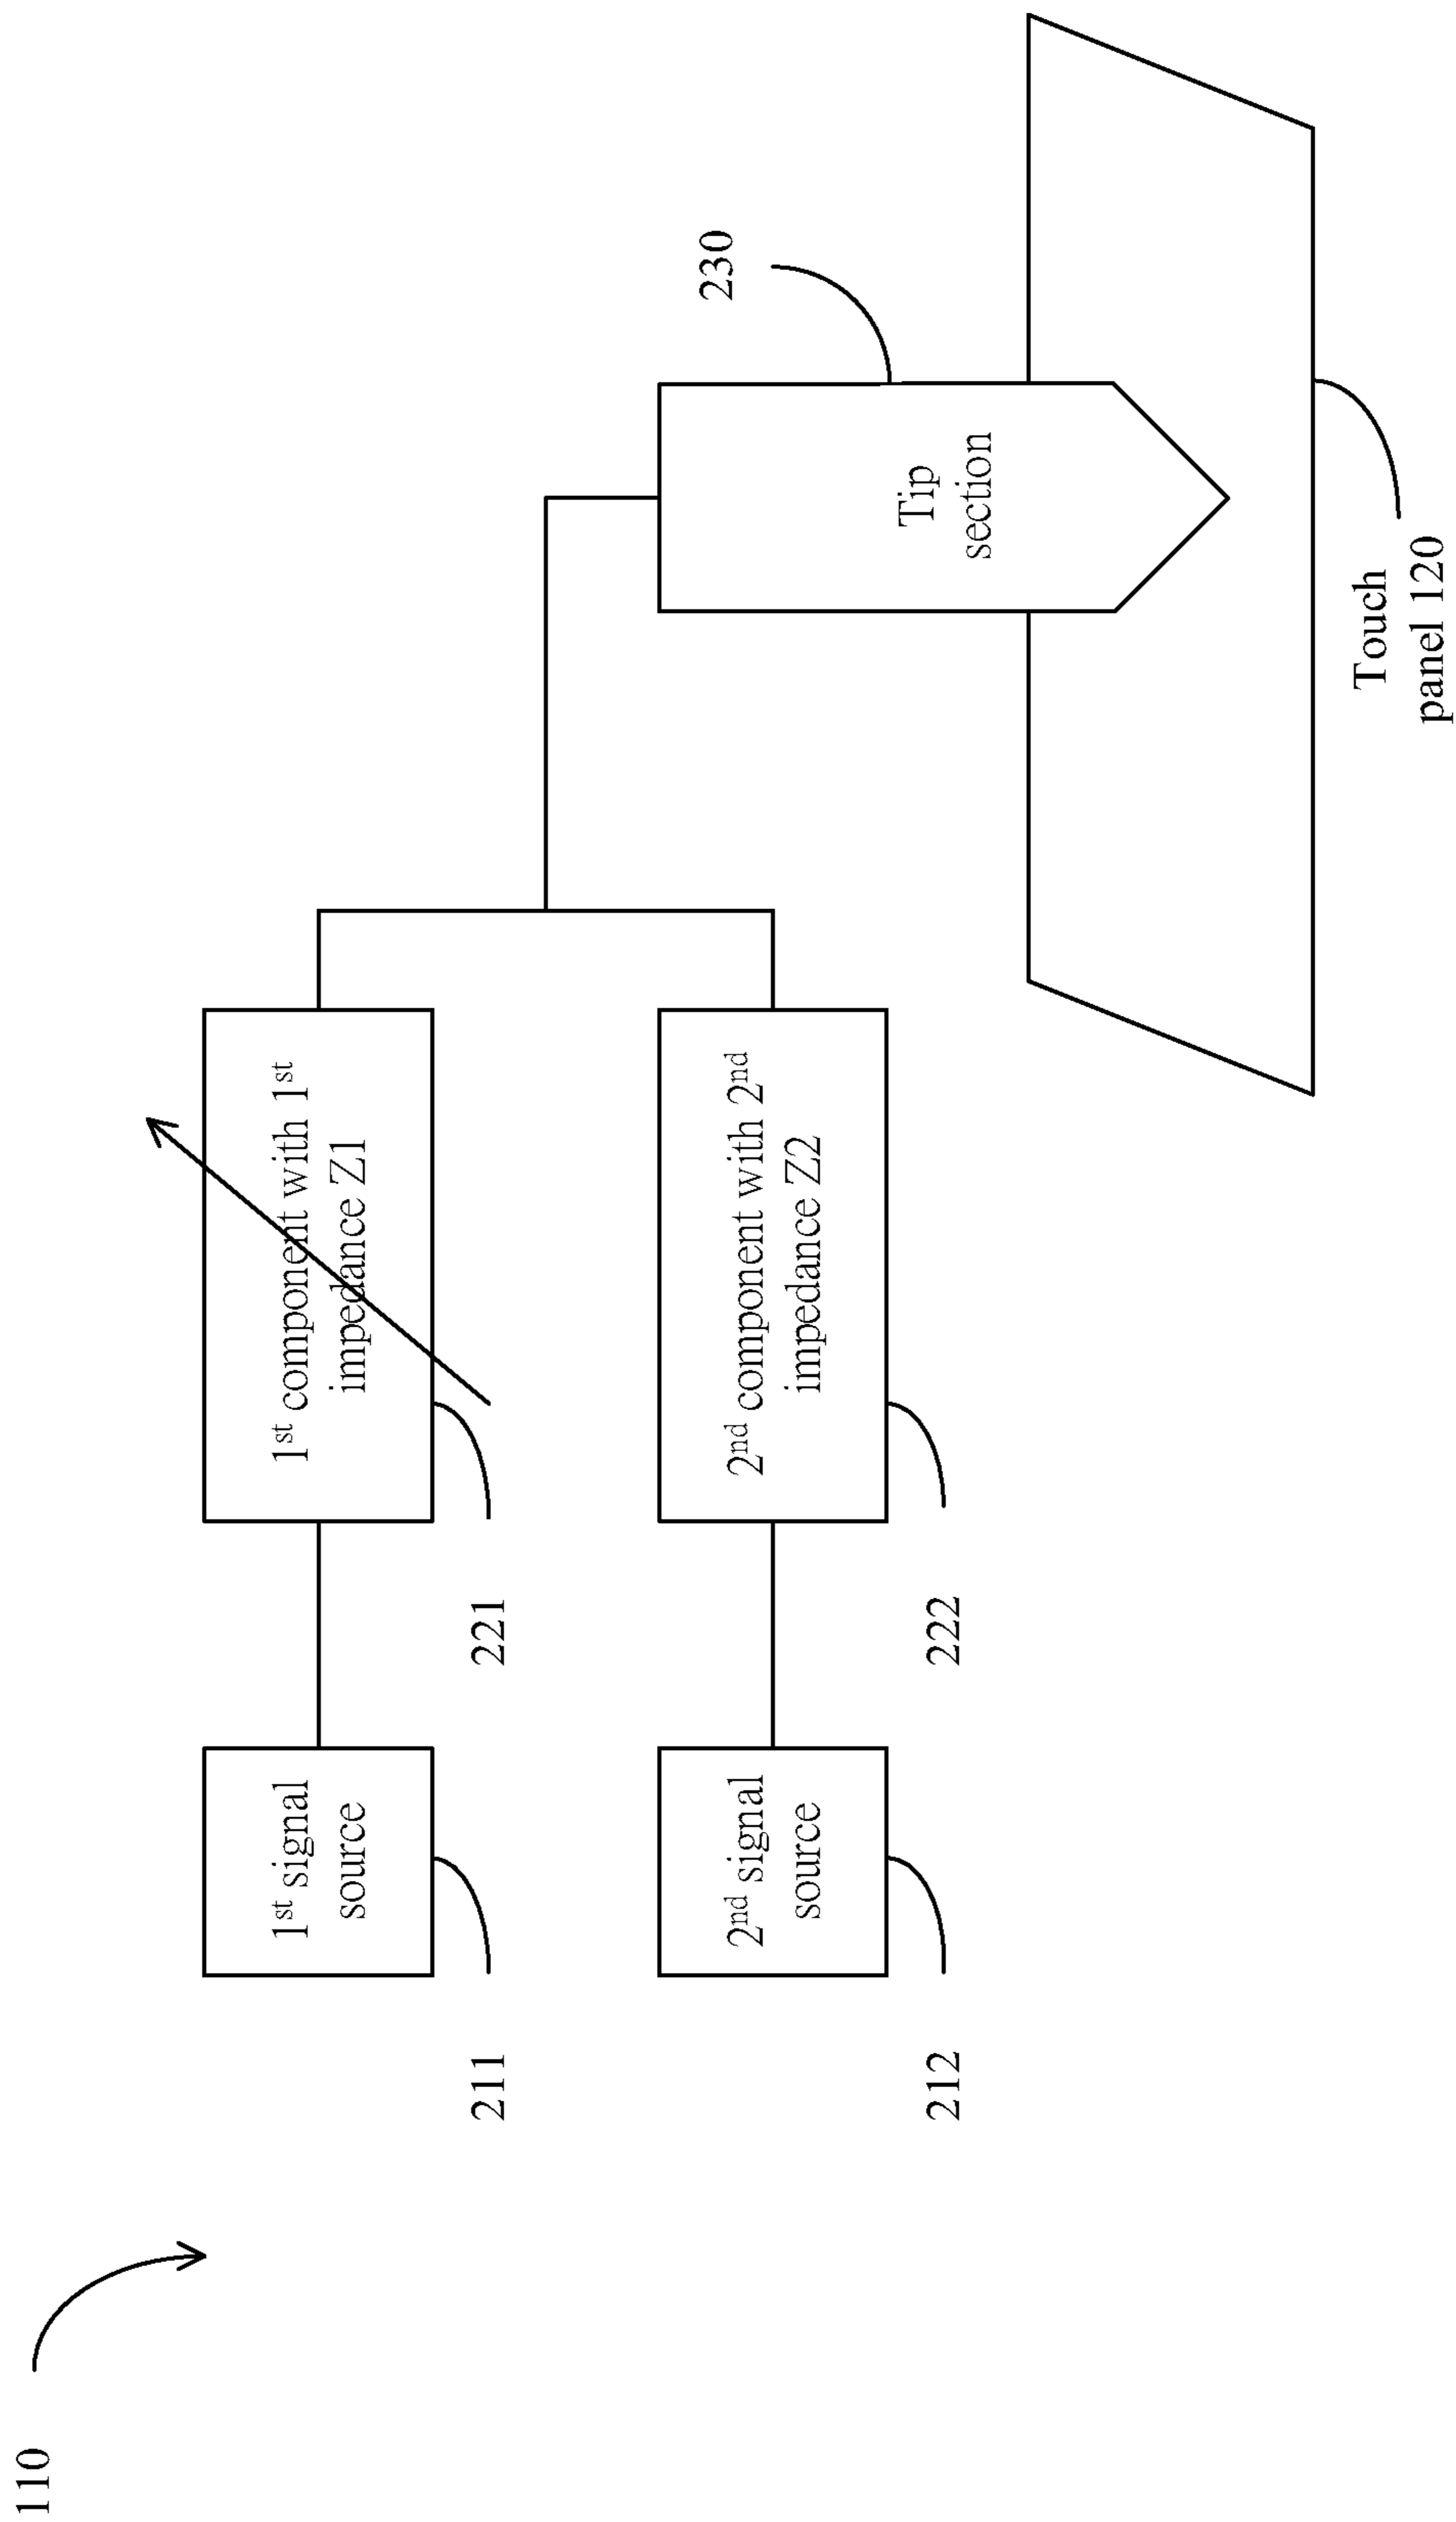 110
1st signal
source
211
1st component with 1st
impedance Z1
221
2nd signal
source
212
2nd component with 2nd
impedance Z2
222
230
Tip
section
Touch
panel 120